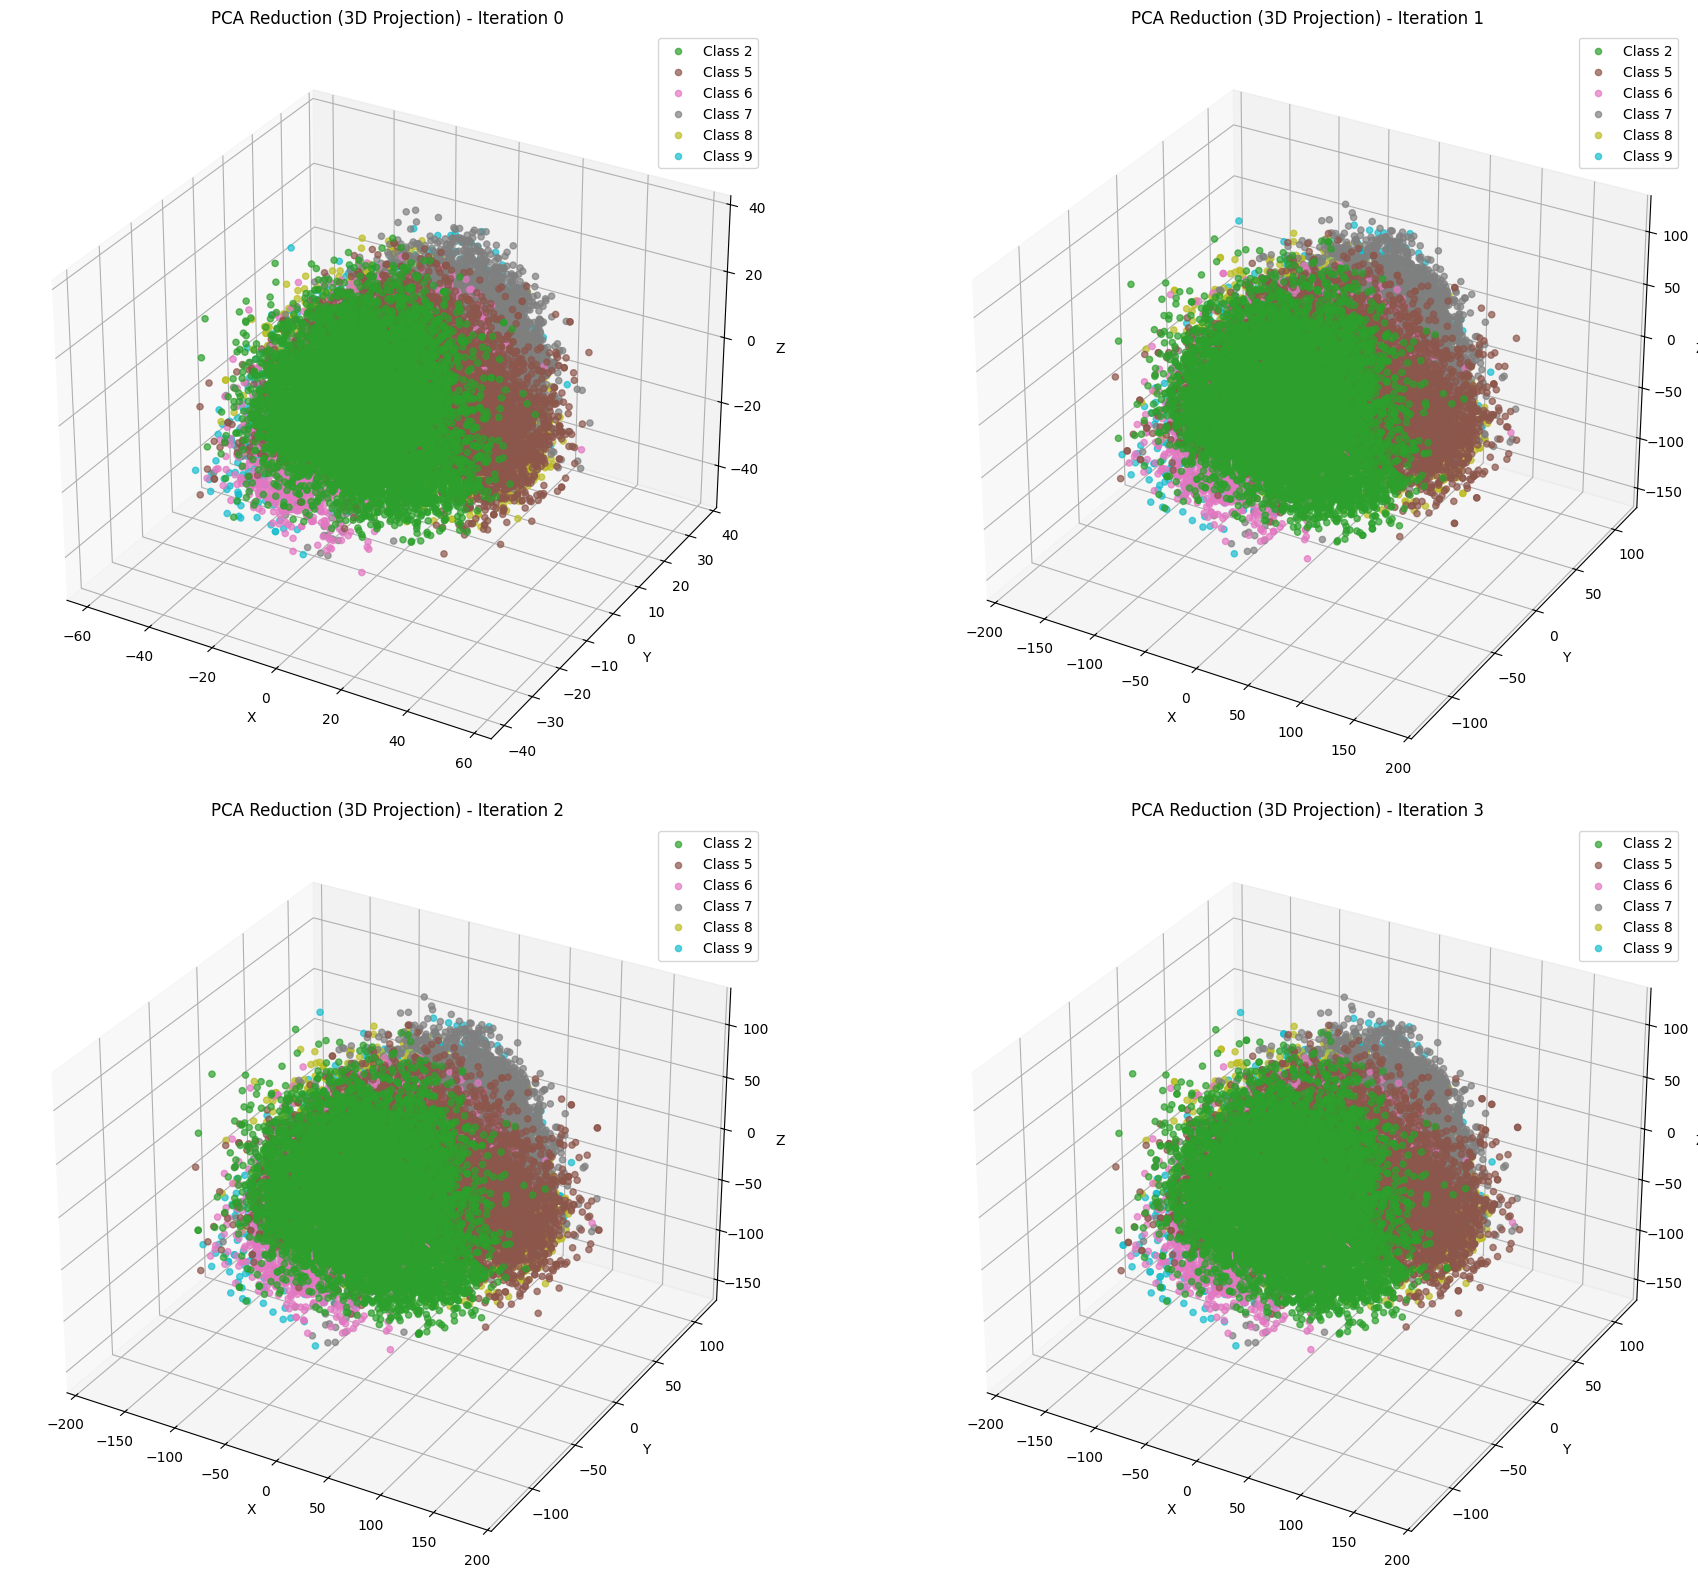 PCA Reduction (3D Projection) - Iteration 0
Class 2
Class 5
Class 6
Class 7
Class 8
Class 9
40
20
0
Z
−20
−40
40
30
20
10
0
Y
−10
−20
−30
−40
−60
−40
−20
0
X
20
40
60
PCA Reduction (3D Projection) - Iteration 1
Class 2
Class 5
Class 6
Class 7
Class 8
Class 9
100
50
0
−50
−100
−150
100
50
0
Y
−50
−100
−200
−150
−100
−50
0
X
50
100
150
200
PCA Reduction (3D Projection) - Iteration 2
Class 2
Class 5
Class 6
Class 7
Class 8
Class 9
100
50
0
Z
−50
−100
−150
100
50
0
Y
−50
−100
−200
−150
−100
−50
0
X
50
100
150
200
PCA Reduction (3D Projection) - Iteration 3
Class 2
Class 5
Class 6
Class 7
Class 8
Class 9
100
50
0
−50
−100
−150
100
50
0
Y
−50
−100
−200
−150
−100
−50
0
X
50
100
150
200